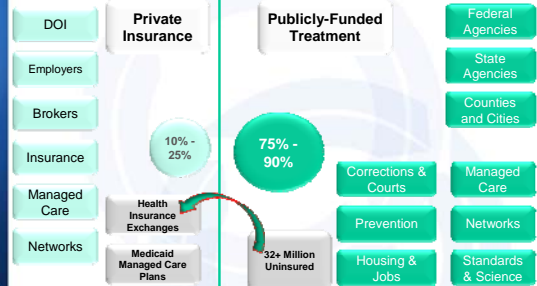 DOI
Employers
Brokers
Insurance
Managed
Care
Networks
Private
Insurance
10% -
25%
Health
Insurance
Exchanges
Medicaid
Managed Care
Plans
Publicly-Funded
Treatment
75% -
90%
32+ Million
Uninsured
Corrections &
Courts
Prevention
Housing &
Jobs
Federal
Agencies
State
Agencies
Counties
and Cities
Managed
Care
Networks
Standards
& Science